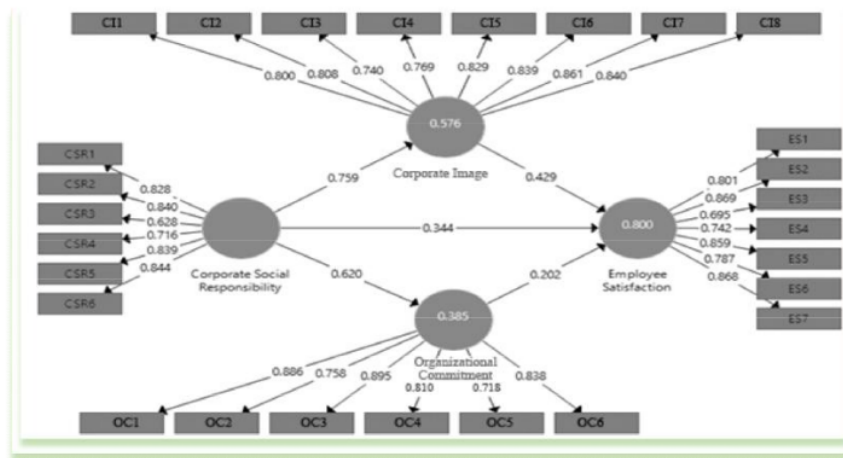 CI1 CI2 CI3 CI4 CI5 CI6 CI7 CI8
0.800 0.808 0.740 0.769 0.829 0.839 0.861 0.840
0.576
Corporate Image
CSR1
CSR2
CSR3
CSR4
CSR5
CSR6
0.828
0.840
0.628
0.716
0.839
0.844
Corporate Social
Responsibility
0.759
0.344
0.620
0.429
0.202
0.800
Employee
Satisfaction
0.801
0.869
0.695
0.742
0.859
0.787
0.868
ES1
ES2
ES3
ES4
ES5
ES6
ES7
0.385
Organizational
Commitment
0.886 0.758 0.895 0.810 0.718 0.838
OC1 OC2 OC3 OC4 OC5 OC6